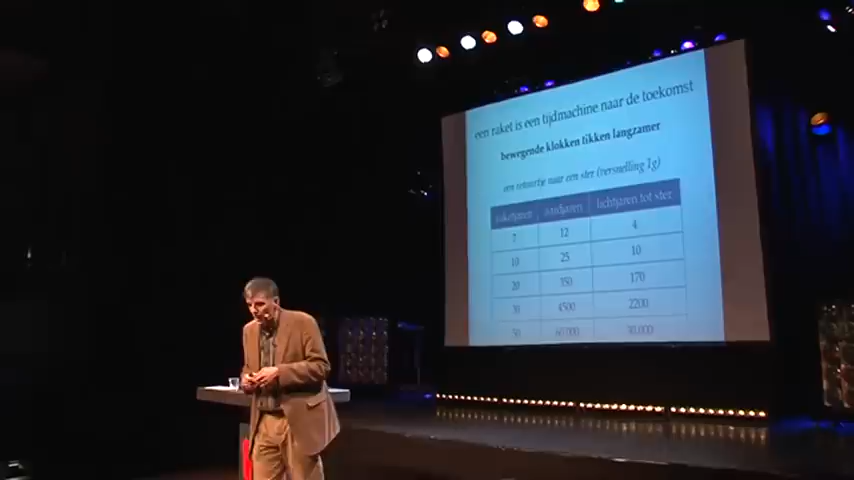 een raket is een tijdmachine naar de toekomst
bewegende klokken tikken langzamer
een retourtje naar een ster (versnelling 1g)
raketjaren aardjaren lichtjaren tot ster
7 12 4
10 25 10
20 350 170
30 4500 2200
50 60.000 30.000